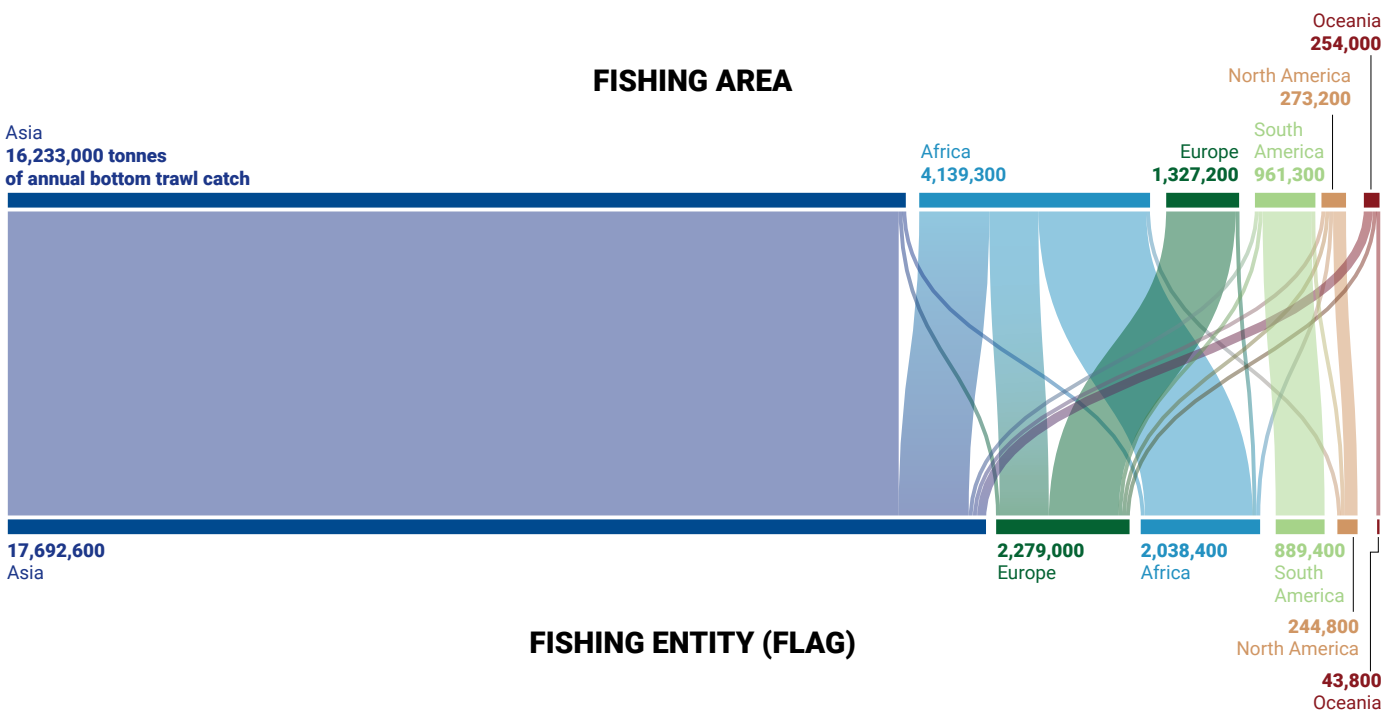 Oceania
254,000
FISHING AREA
North America
273,200
Asia
16,233,000 tonnes
of annual bottom trawl catch
Africa
4,139,300
Europe
1,327,200
South
America
961,300
17,692,600
Asia
2,279,000
Europe
2,038,400
Africa
889,400
South
America
FISHING ENTITY (FLAG)
244,800
North America
43,800
Oceania